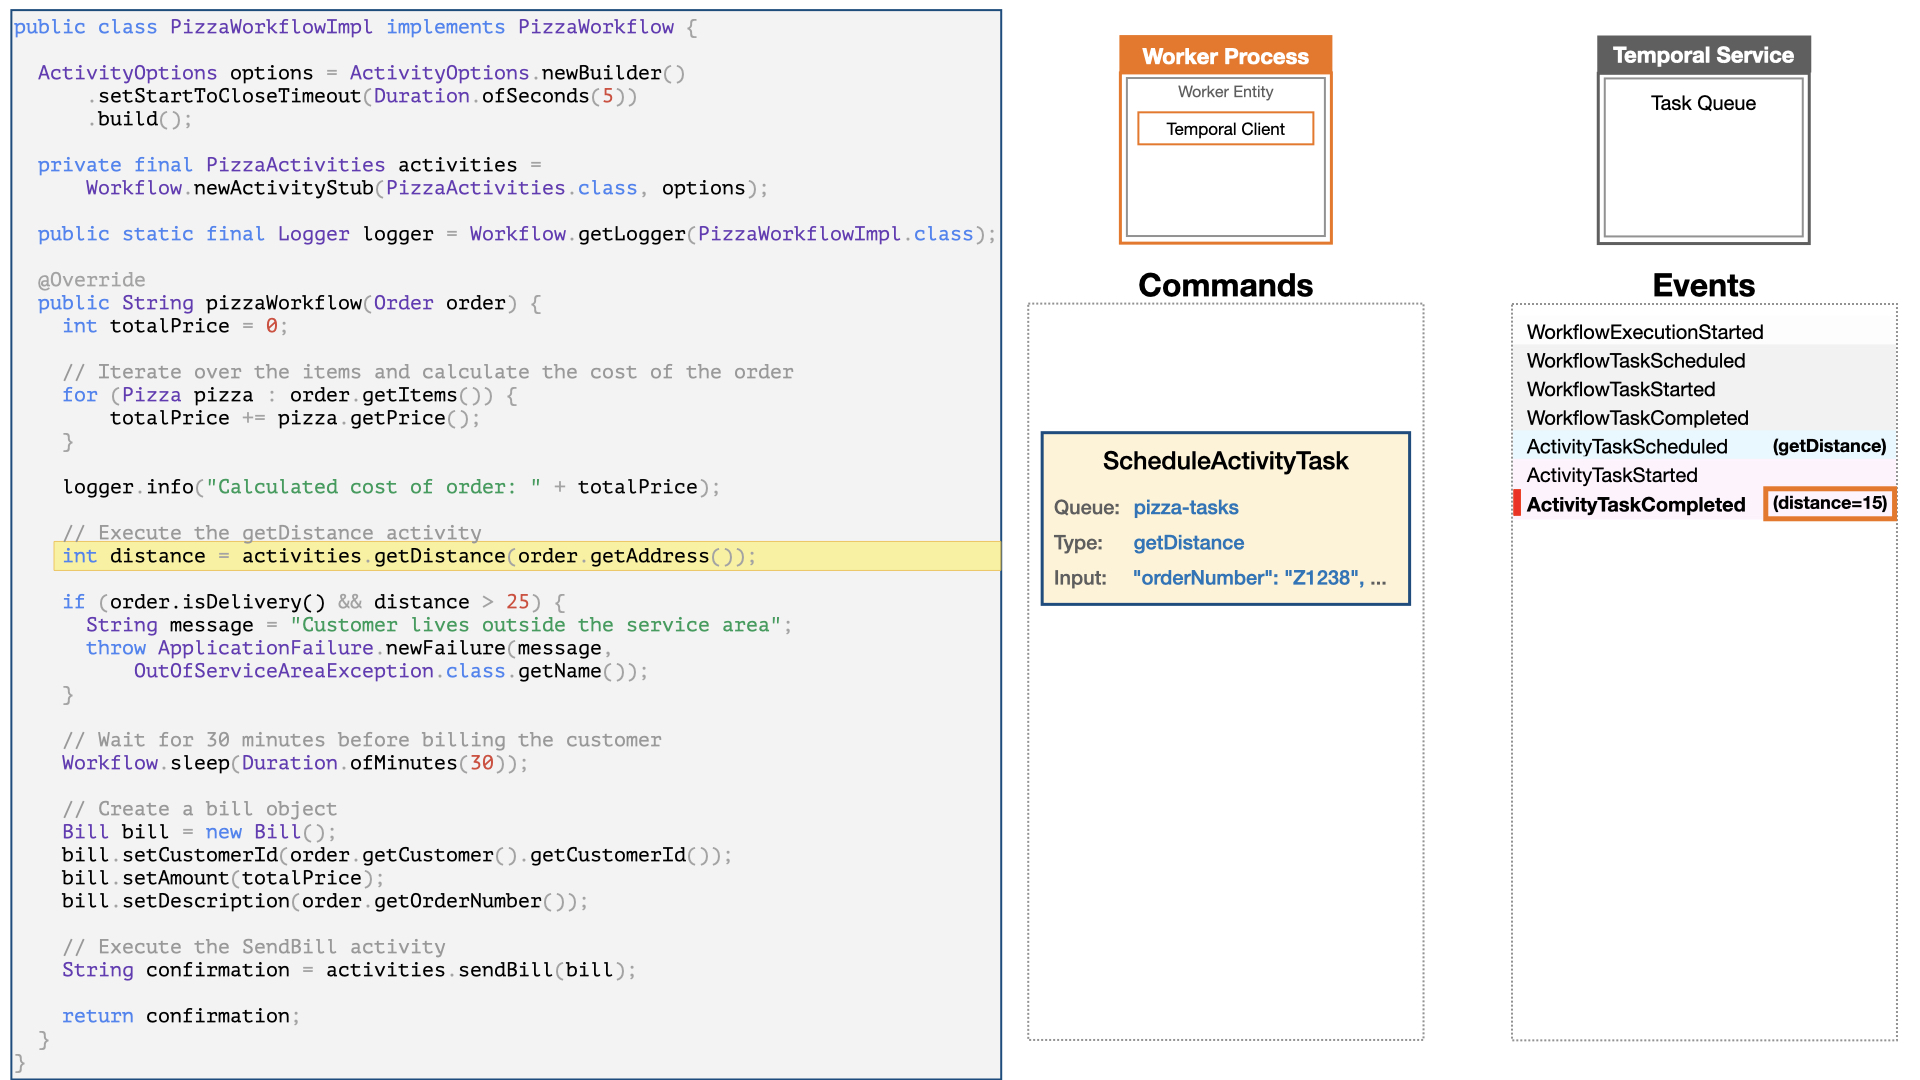 public class PizzaWorkflowImpl implements PizzaWorkflow {
ActivityOptions options = ActivityOptions.newBuilder()
.setStartToCloseTimeout(Duration.ofSeconds(5))
.build();
private final PizzaActivities activities =
Workflow.newActivityStub(PizzaActivities.class, options);
public static final Logger logger = Workflow.getLogger(PizzaWorkflowImpl.class);
@Override
public String pizzaWorkflow(Order order) {
int totalPrice = 0;
// Iterate over the items and calculate the cost of the order
for (Pizza pizza : order.getItems()) {
totalPrice += pizza.getPrice();
}
logger.info("Calculated cost of order: " + totalPrice);
// Execute the getDistance activity
int distance = activities.getDistance(order.getAddress());
if (order.isDelivery() && distance > 25) {
String message = "Customer lives outside the service area";
throw ApplicationFailure.newFailure(message,
OutOfServiceAreaException.class.getName());
}
// Wait for 30 minutes before billing the customer
Workflow.sleep(Duration.ofMinutes(30));
// Create a bill object
Bill bill = new Bill();
bill.setCustomerId(order.getCustomer().getCustomerId());
bill.setAmount(totalPrice);
bill.setDescription(order.getOrderNumber());
// Execute the SendBill activity
String confirmation = activities.sendBill(bill);
return confirmation;
}
}
Worker Process
Worker Entity
Temporal Client
Commands
ScheduleActivityTask
Queue: pizza-tasks
Type: getDistance
Input: "orderNumber": "Z1238", ...
Temporal Service
Task Queue
Events
WorkflowExecutionStarted
WorkflowTaskScheduled
WorkflowTaskStarted
WorkflowTaskCompleted
ActivityTaskScheduled (getDistance)
ActivityTaskStarted
ActivityTaskCompleted (distance=15)